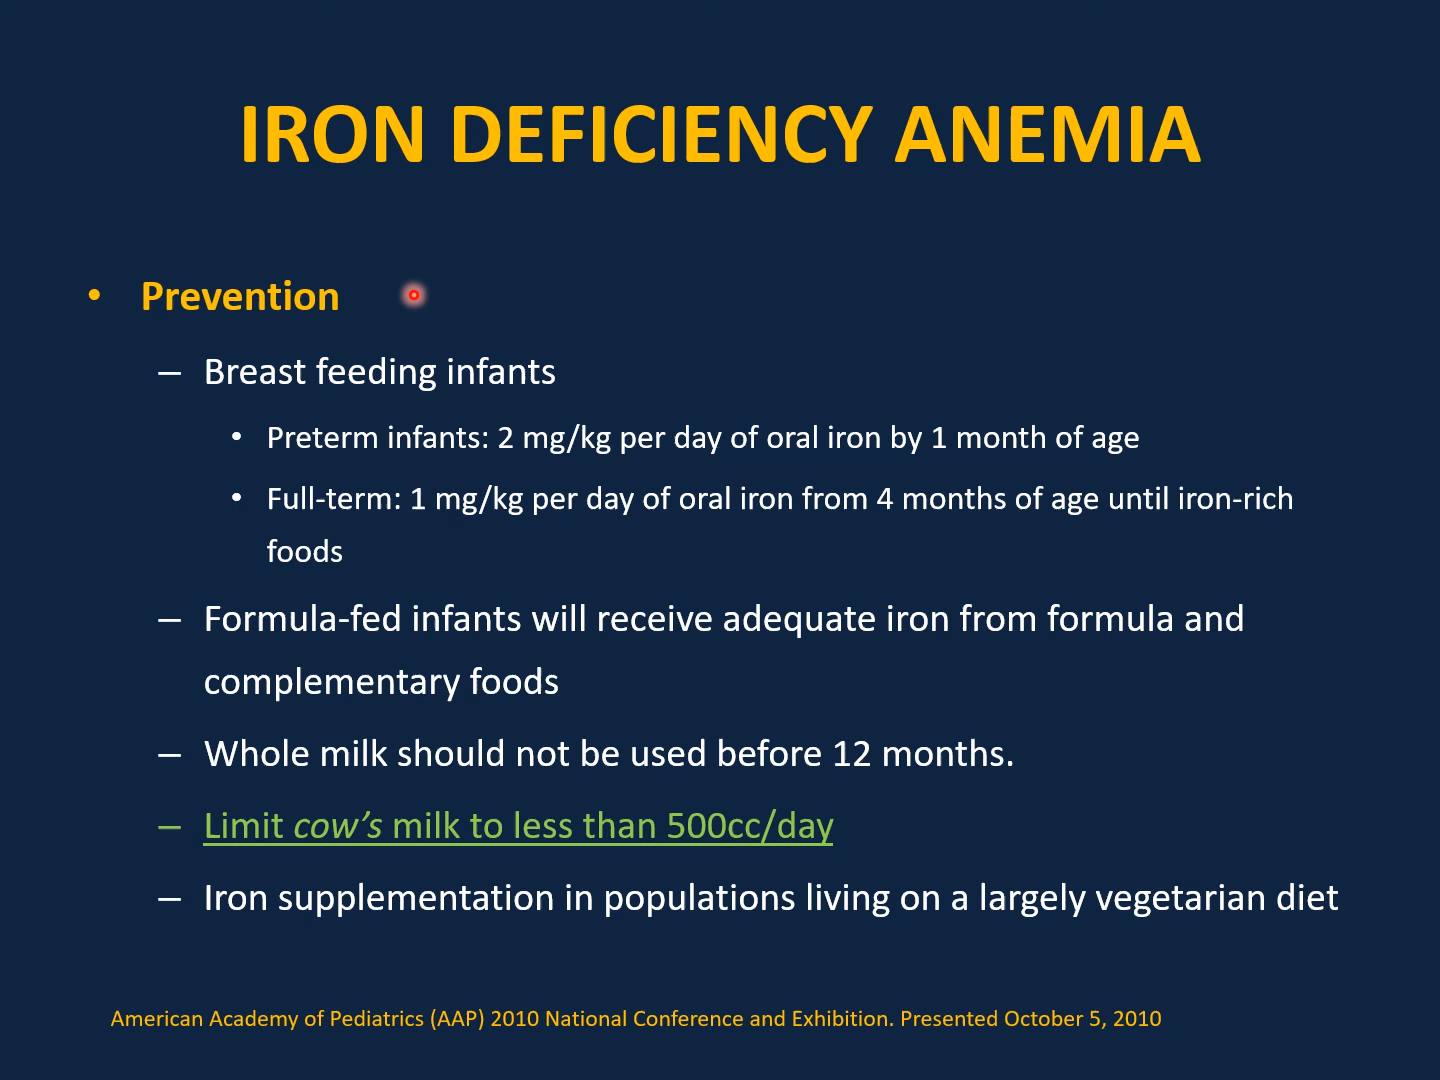 IRON DEFICIENCY ANEMIA
• Prevention
– Breast feeding infants
• Preterm infants: 2 mg/kg per day of oral iron by 1 month of age
• Full-term: 1 mg/kg per day of oral iron from 4 months of age until iron-rich
foods
– Formula-fed infants will receive adequate iron from formula and
complementary foods
– Whole milk should not be used before 12 months.
– Limit cow’s milk to less than 500cc/day
– Iron supplementation in populations living on a largely vegetarian diet
American Academy of Pediatrics (AAP) 2010 National Conference and Exhibition. Presented October 5, 2010